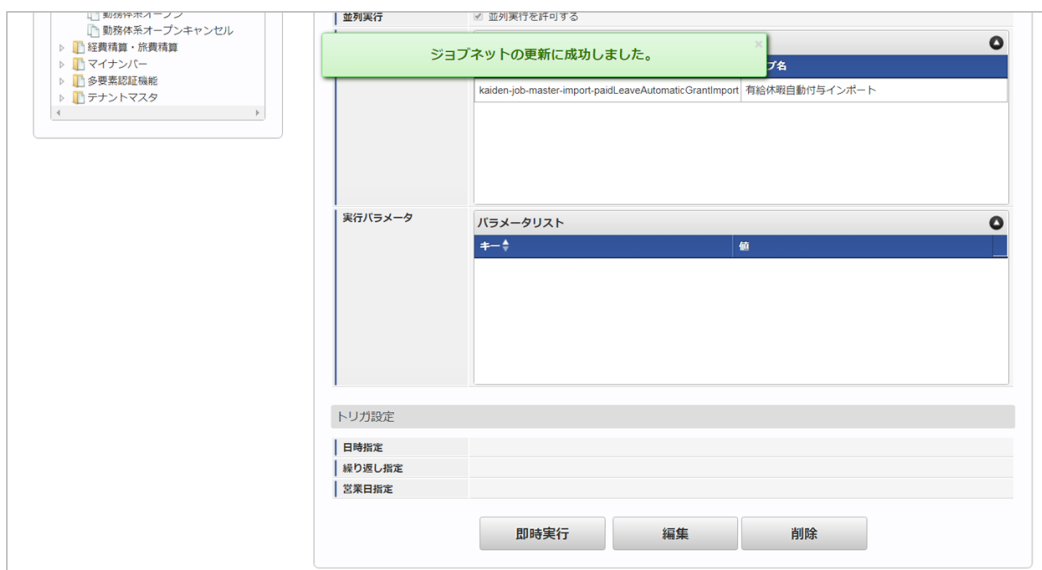 勤務体系オープン
勤務体系オープンキャンセル
経費精算・旅費精算
マイナンバー
多要素認証機能
テナントマスタ
並列実行
並列実行を許可する
ジョブネットの更新に成功しました。
×
ブ名
kaiden-job-master-import-paidLeaveAutomaticGrantImport
有給休暇自動付与インポート
実行パラメータ
パラメータリスト
キー
値
トリガ設定
日時指定
繰り返し指定
営業日指定
即時実行
編集
削除